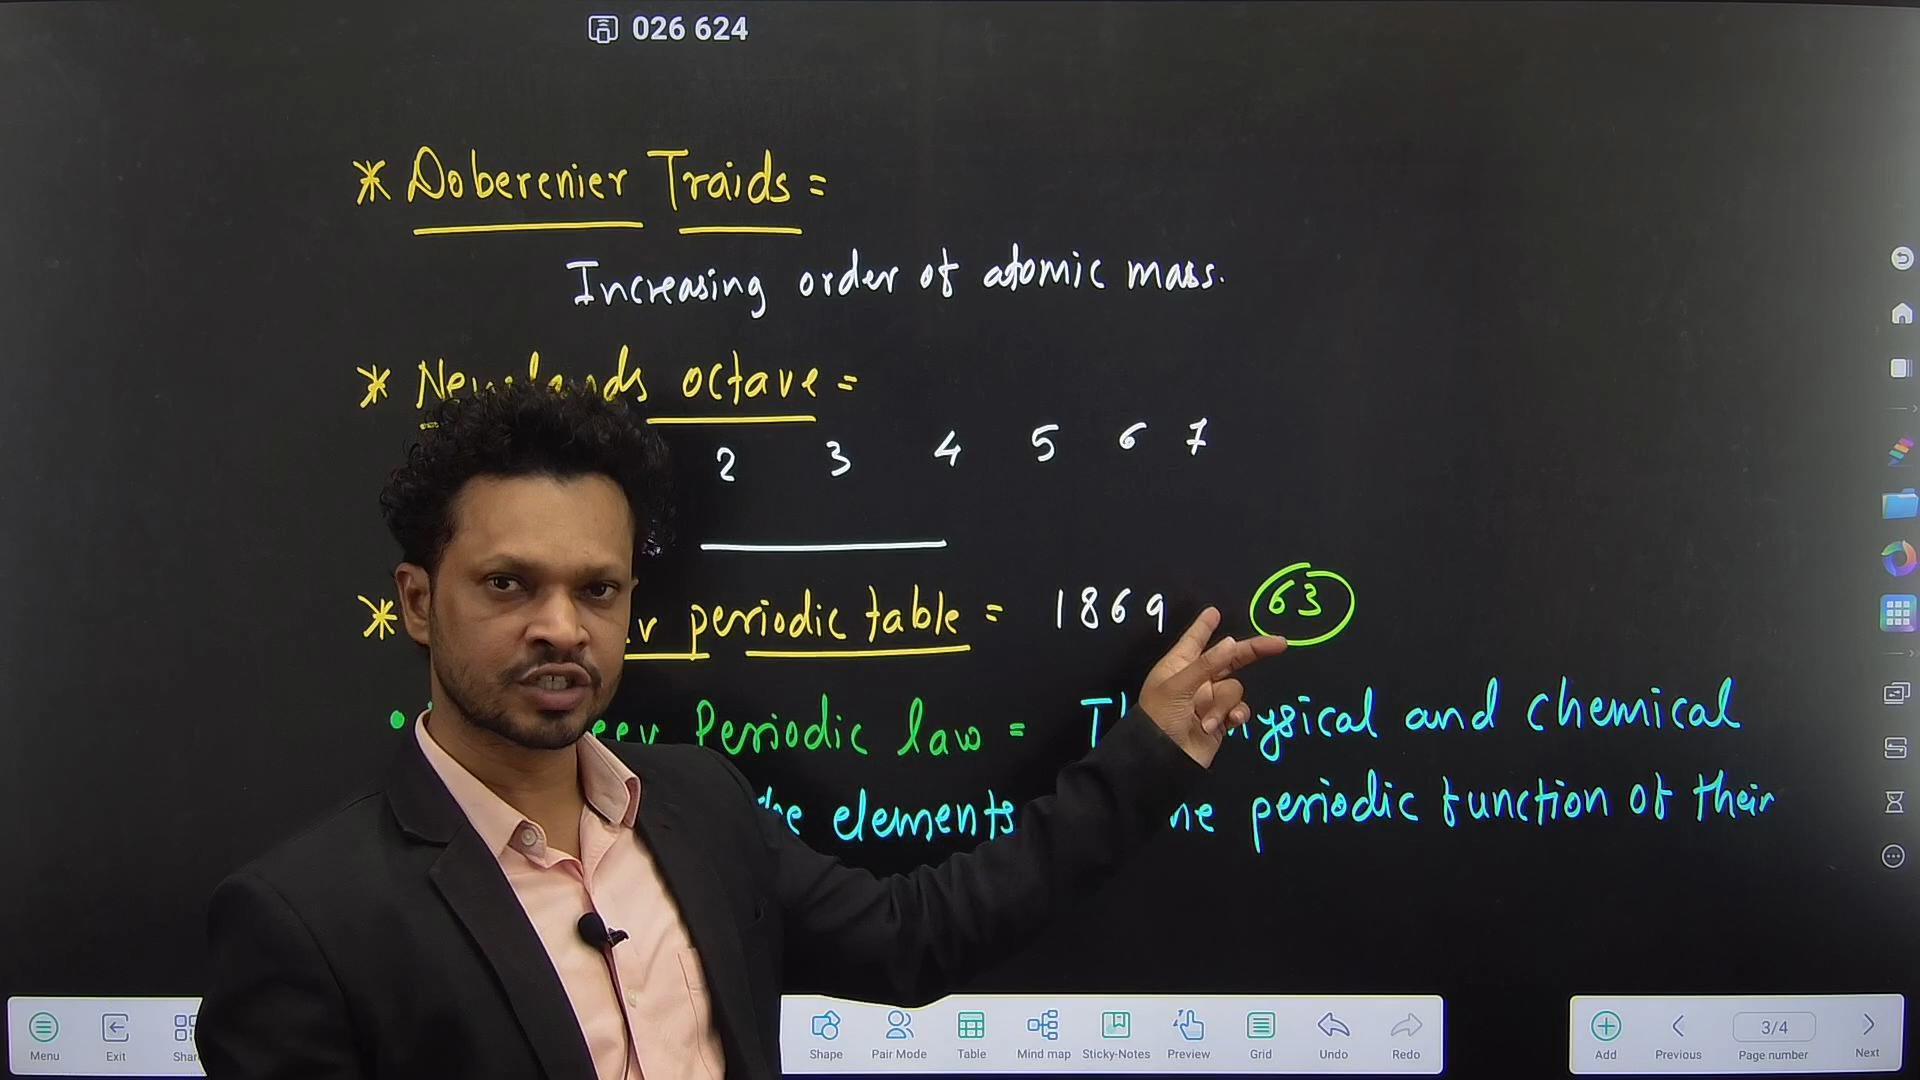 026 624
* Doberenier Traids =
Increasing order of atomic mass.
* Newlands octave =
2 3 4 5 6 7
* periodic table = 1869 63
• Periodic law = physical and chemical
elements periodic function of their
Menu Exit Shape Pair Mode Table Mind map Sticky-Notes Preview Grid Undo Redo Add Previous 3/4 Page number Next